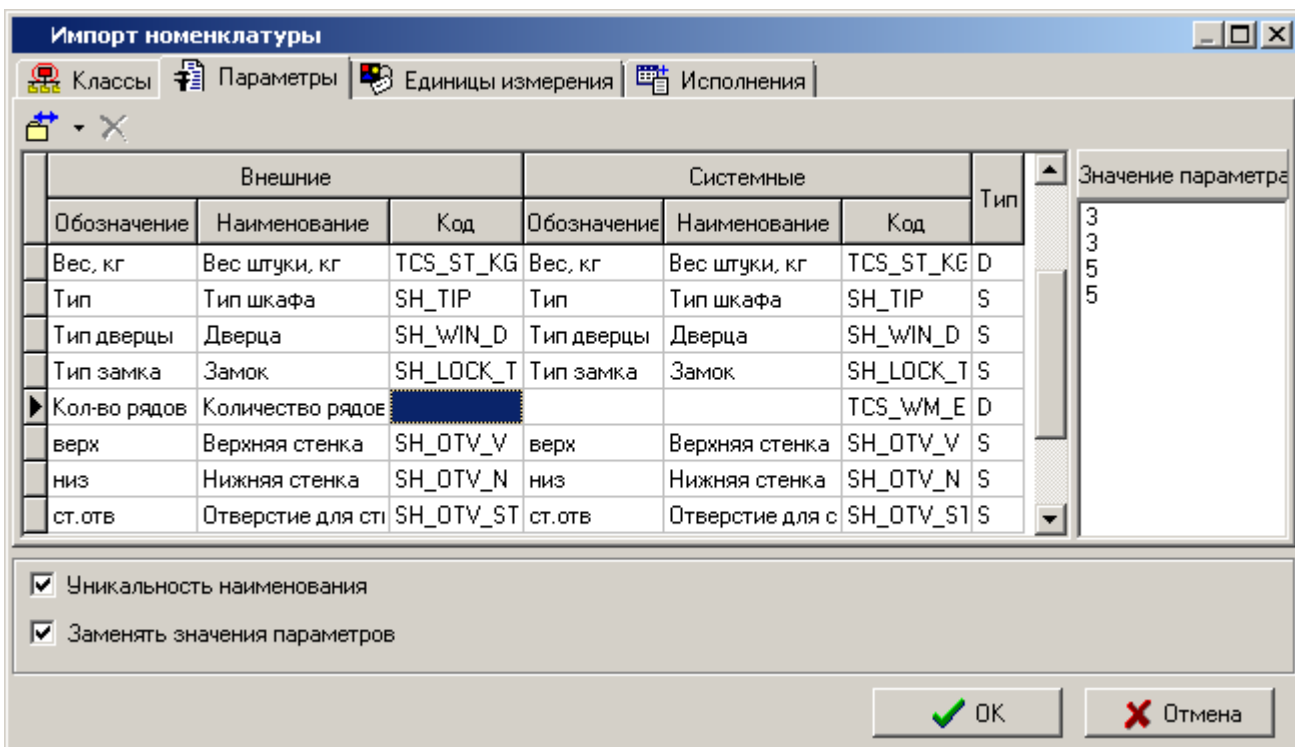 Импорт номенклатуры
Классы Параметры Единицы измерения Исполнения
Внешние Системные Тип Значение параметра
Обозначение Наименование Код Обозначение Наименование Код
Вес, кг Вес штуки, кг TCS_ST_KG Вес, кг Вес штуки, кг TCS_ST_KG D
Тип Тип шкафа SH_TIP Тип Тип шкафа SH_TIP S
Тип дверцы Дверца SH_WIN_D Тип дверцы Дверца SH_WIN_D S
Тип замка Замок SH_LOCK_T Тип замка Замок SH_LOCK_T S
Кол-во рядов Количество рядов TCS_WM_E D
верх Верхняя стенка SH_OTV_V верх Верхняя стенка SH_OTV_V S
низ Нижняя стенка SH_OTV_N низ Нижняя стенка SH_OTV_N S
ст.отв Отверстие для сті SH_OTV_ST ст.отв Отверстие для с SH_OTV_ST S
3
3
5
5
Уникальность наименования
Заменять значения параметров
OK Отмена